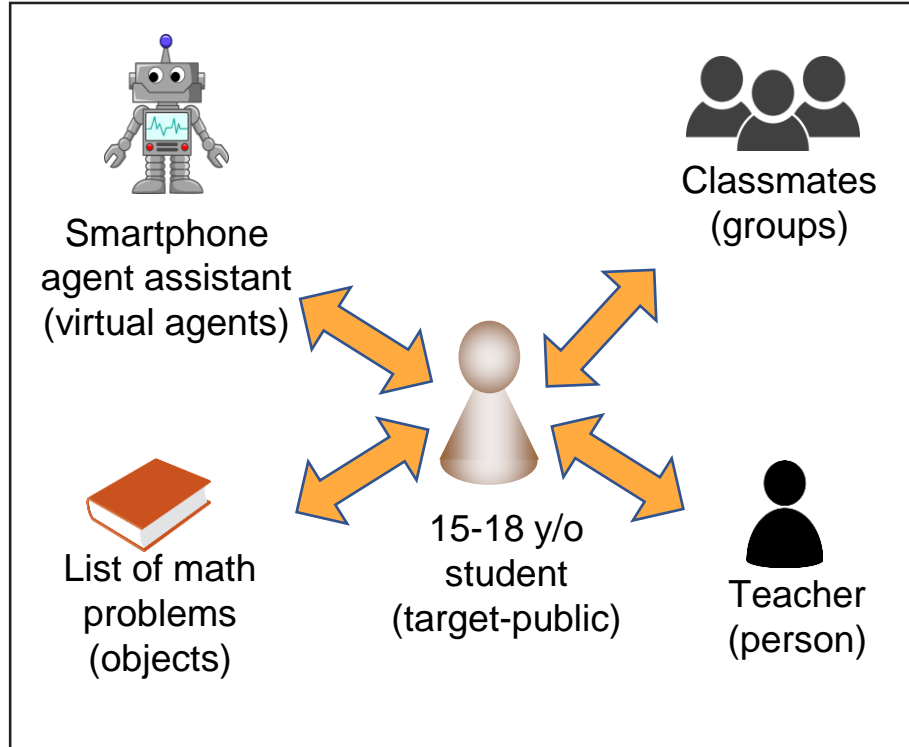 Smartphone
agent assistant
(virtual agents)
Classmates
(groups)
List of math
problems
(objects)
15-18 y/o
student
(target-public)
Teacher
(person)